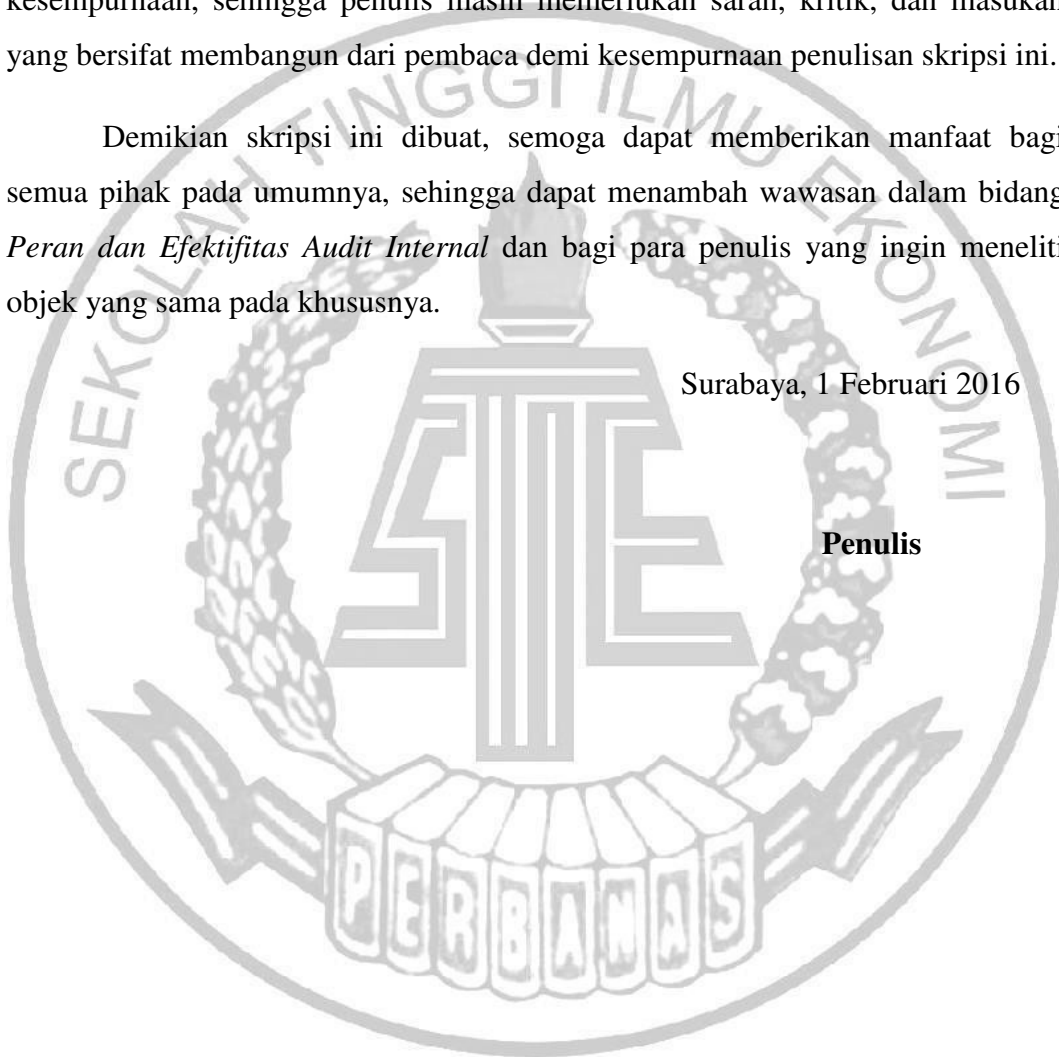 kesempurnaan, sehingga penulis masih memerlukan saran, kritik, dan masukan
yang bersifat membangun dari pembaca demi kesempurnaan penulisan skripsi ini.
Demikian skripsi ini dibuat, semoga dapat memberikan manfaat bagi
semua pihak pada umumnya, sehingga dapat menambah wawasan dalam bidang
Peran dan Efektifitas Audit Internal dan bagi para penulis yang ingin meneliti
objek yang sama pada khususnya.
Surabaya, 1 Februari 2016
Penulis
SEKOLAH TINGGI ILMU EKONOMI
STIE
PERBANAS